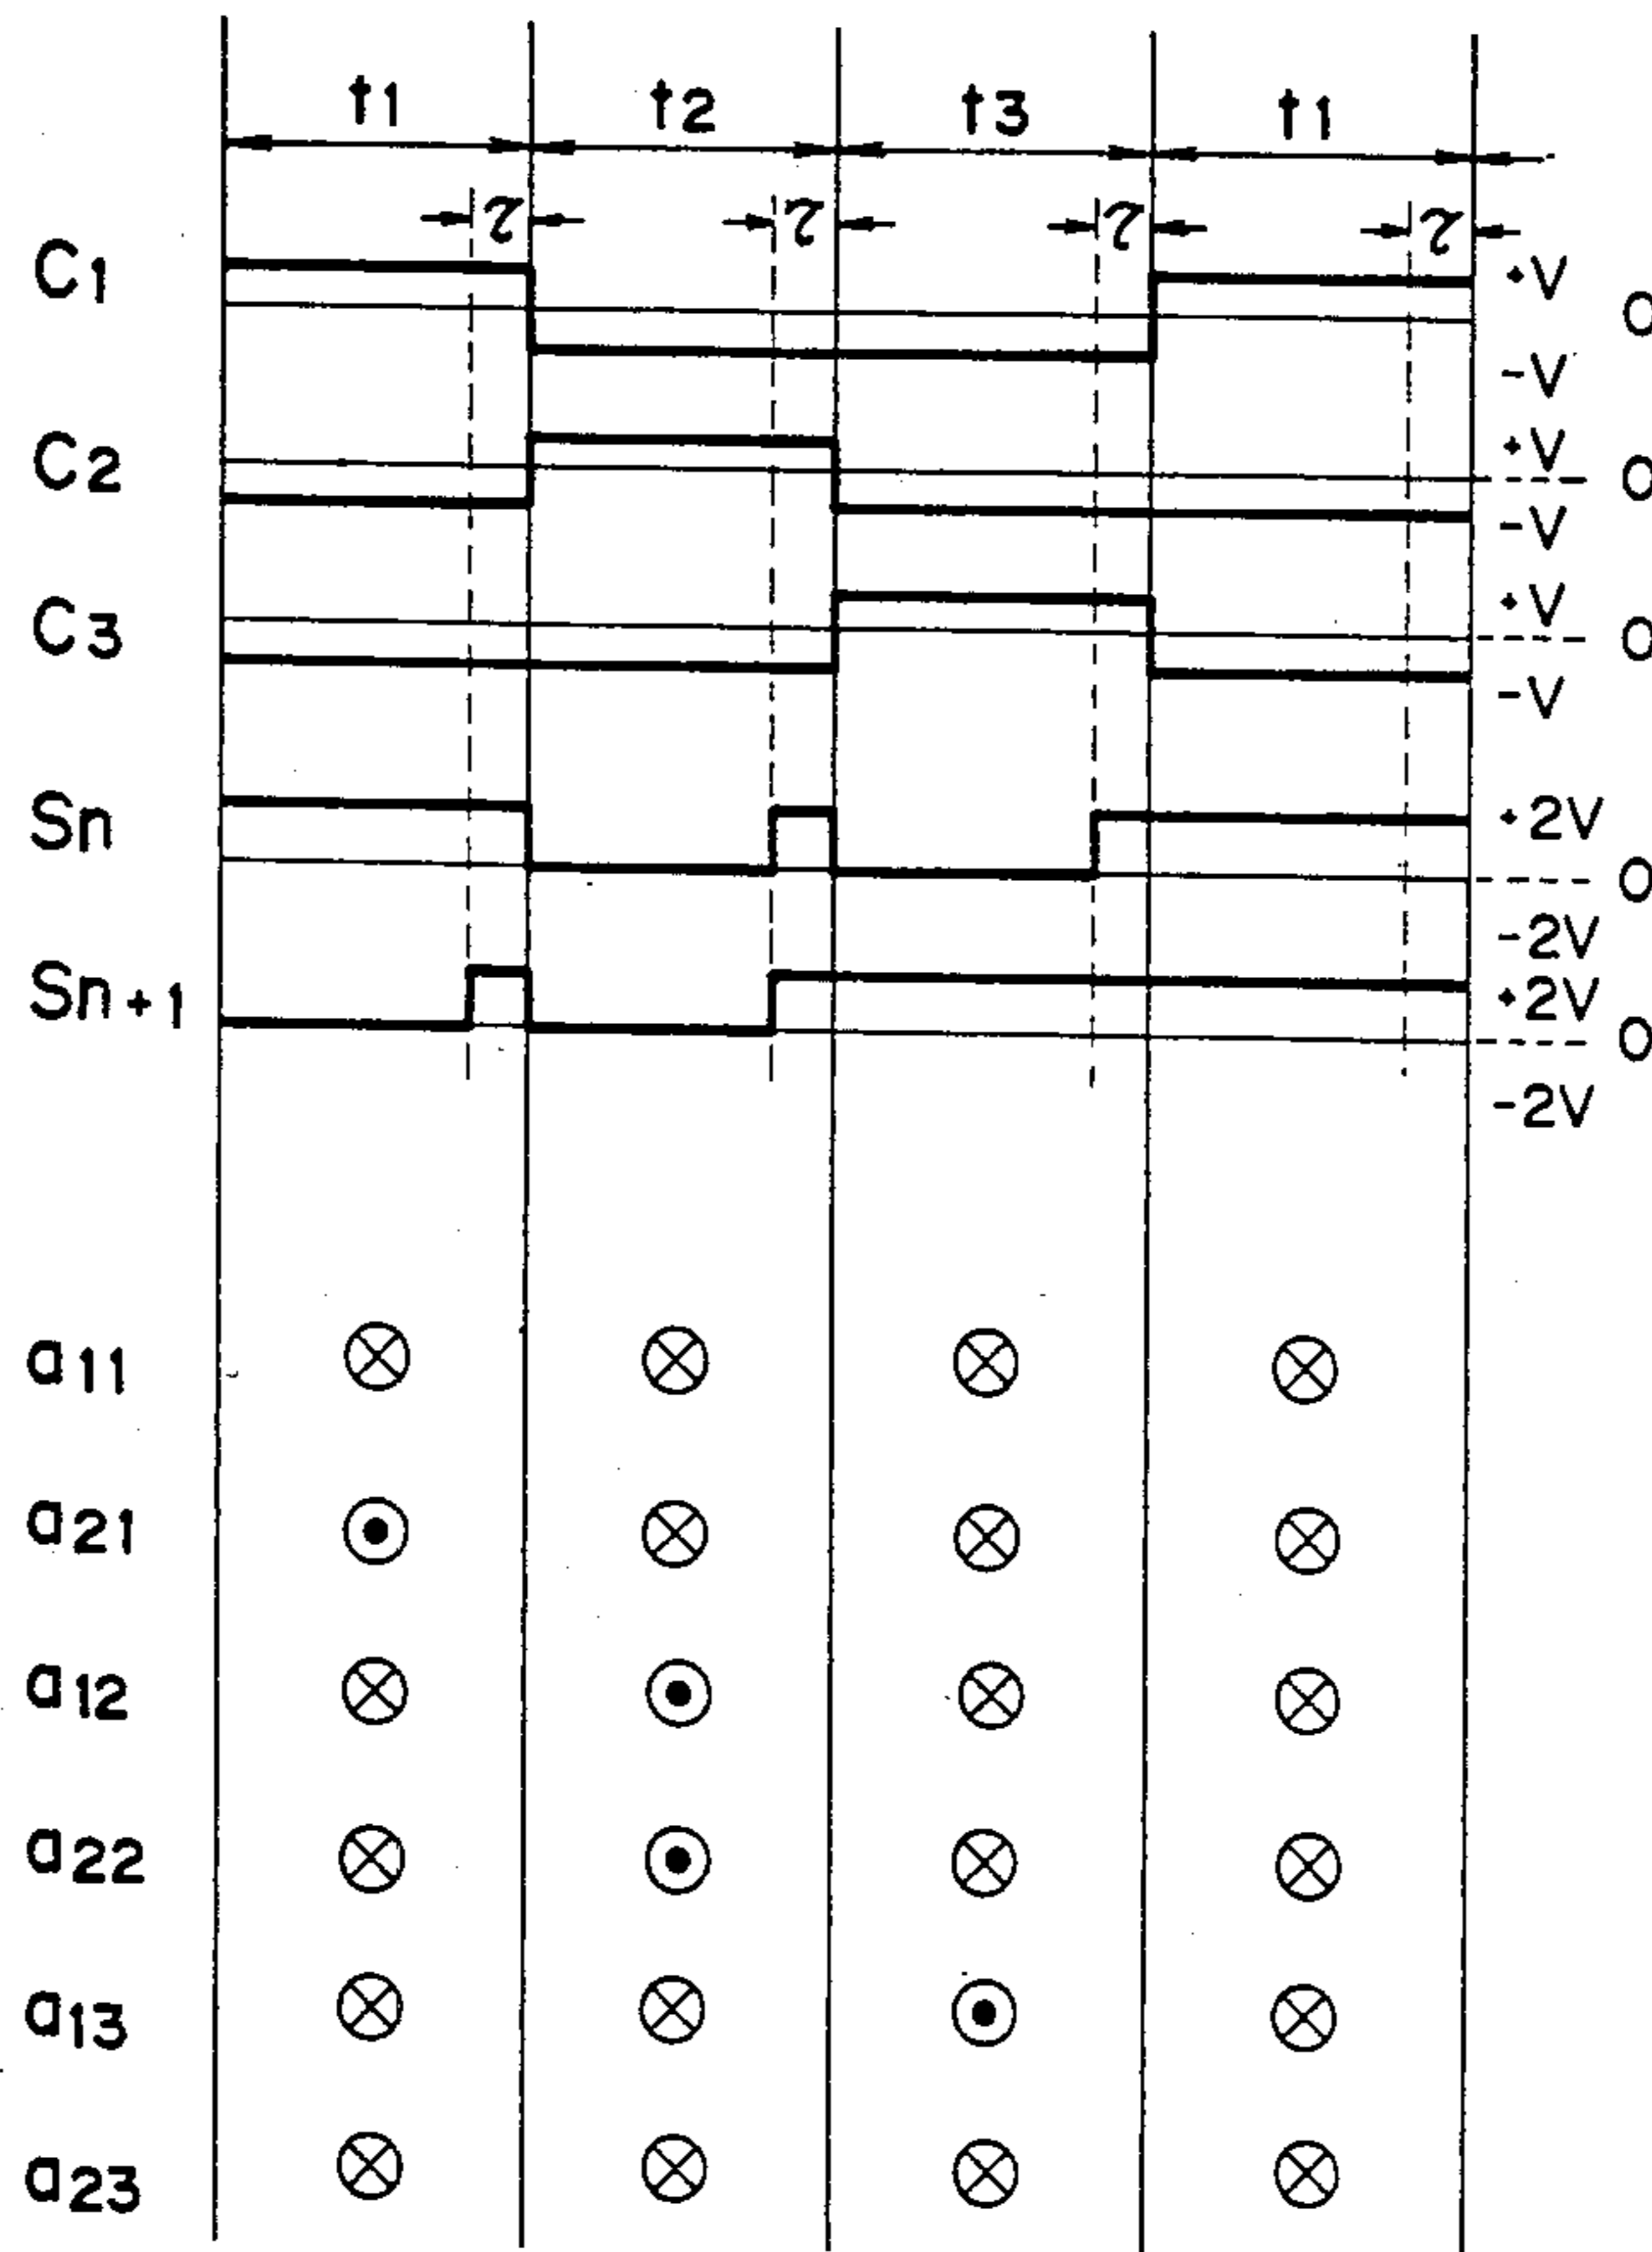 t1 t2 t3 t1
τ τ τ τ
C1 +V 0 -V
C2 +V 0 -V
C3 +V 0 -V
Sn +2V 0 -2V
Sn+1 +2V 0 -2V
a11
a21
a12
a22
a13
a23